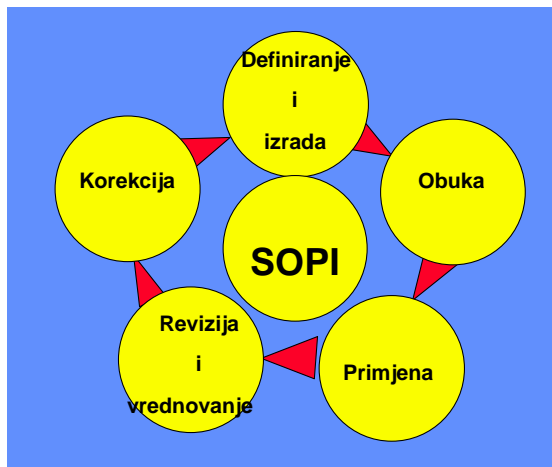 Definiranje
i
izrada
Obuka
Primjena
Revizija
i
vrednovanje
Korekcija
SOPI